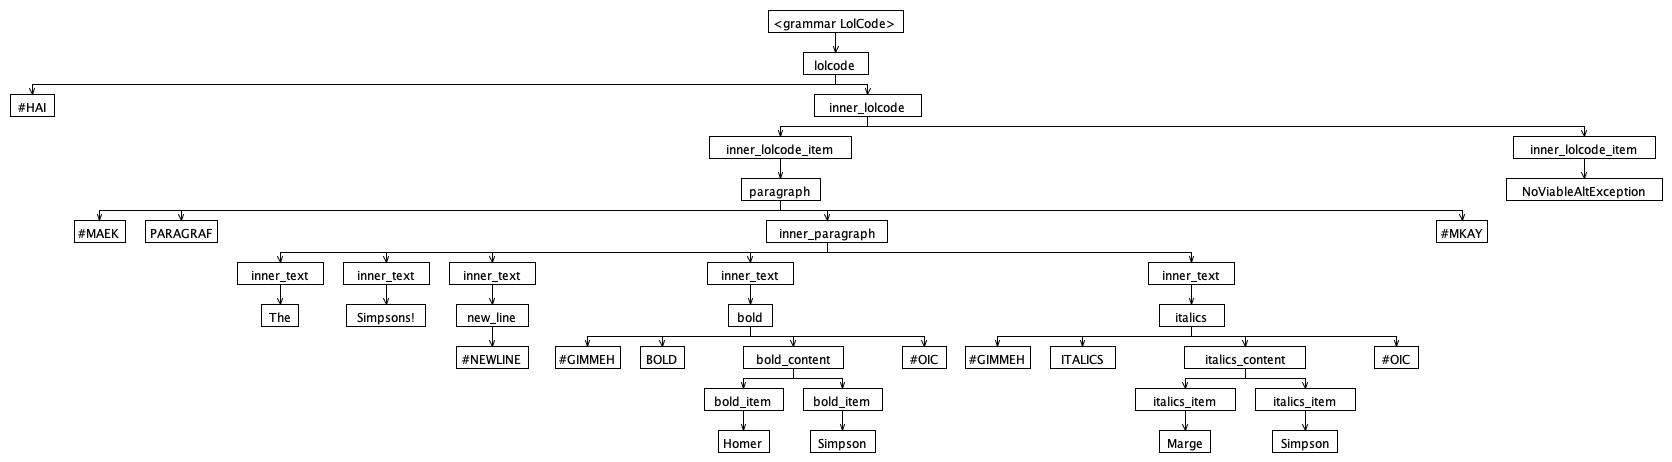 <grammar LolCode>
lolcode
#HAI inner_lolcode
inner_lolcode_item inner_lolcode_item
paragraph NoViableAltException
#MAEK PARAGRAF inner_paragraph #MKAY
inner_text inner_text inner_text inner_text inner_text
The Simpsons! new_line bold italics
#NEWLINE #GIMMEH BOLD bold_content #OIC #GIMMEH ITALICS italics_content #OIC
bold_item bold_item italics_item italics_item
Homer Simpson Marge Simpson